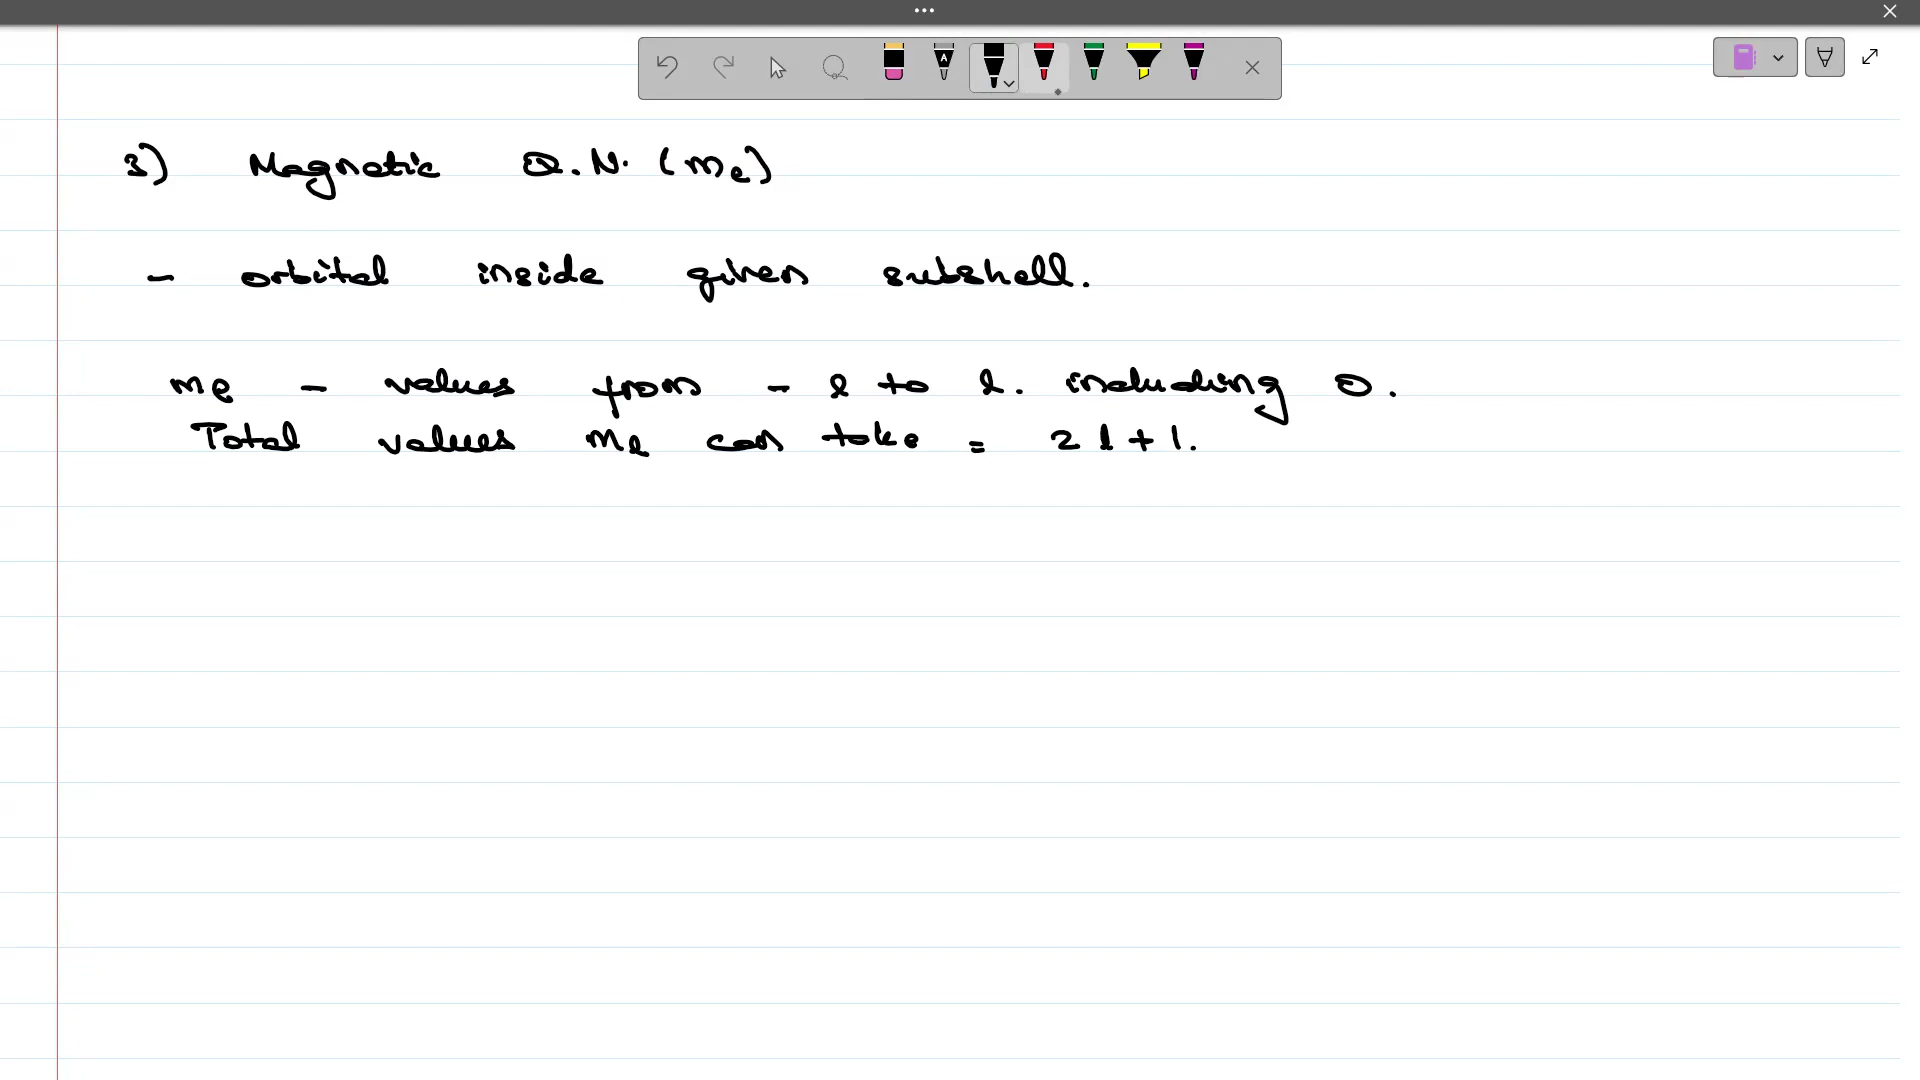 3) Magnetic Q.N. (ml)
- orbital inside given subshell.
ml - values from - l to l. including 0.
Total values ml can take = 2l+1.